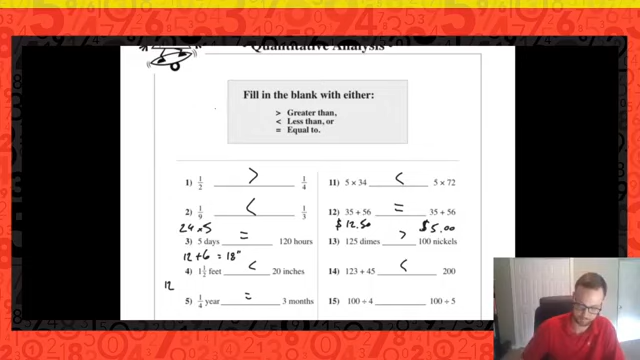 Quantitative Analysis
Fill in the blank with either:
> Greater than,
< Less than, or
= Equal to.
1) 1/2 > 1/4
2) 1/9 < 1/3
24 × 5
3) 5 days = 120 hours
12 + 6 = 18"
4) 1 1/2 feet < 20 inches
12
5) 1/4 year = 3 months
11) 5 × 34 < 5 × 72
12) 35 + 56 = 35 + 56
$12.50 $5.00
13) 125 dimes > 100 nickels
14) 123 + 45 < 200
15) 100 ÷ 4 100 ÷ 5